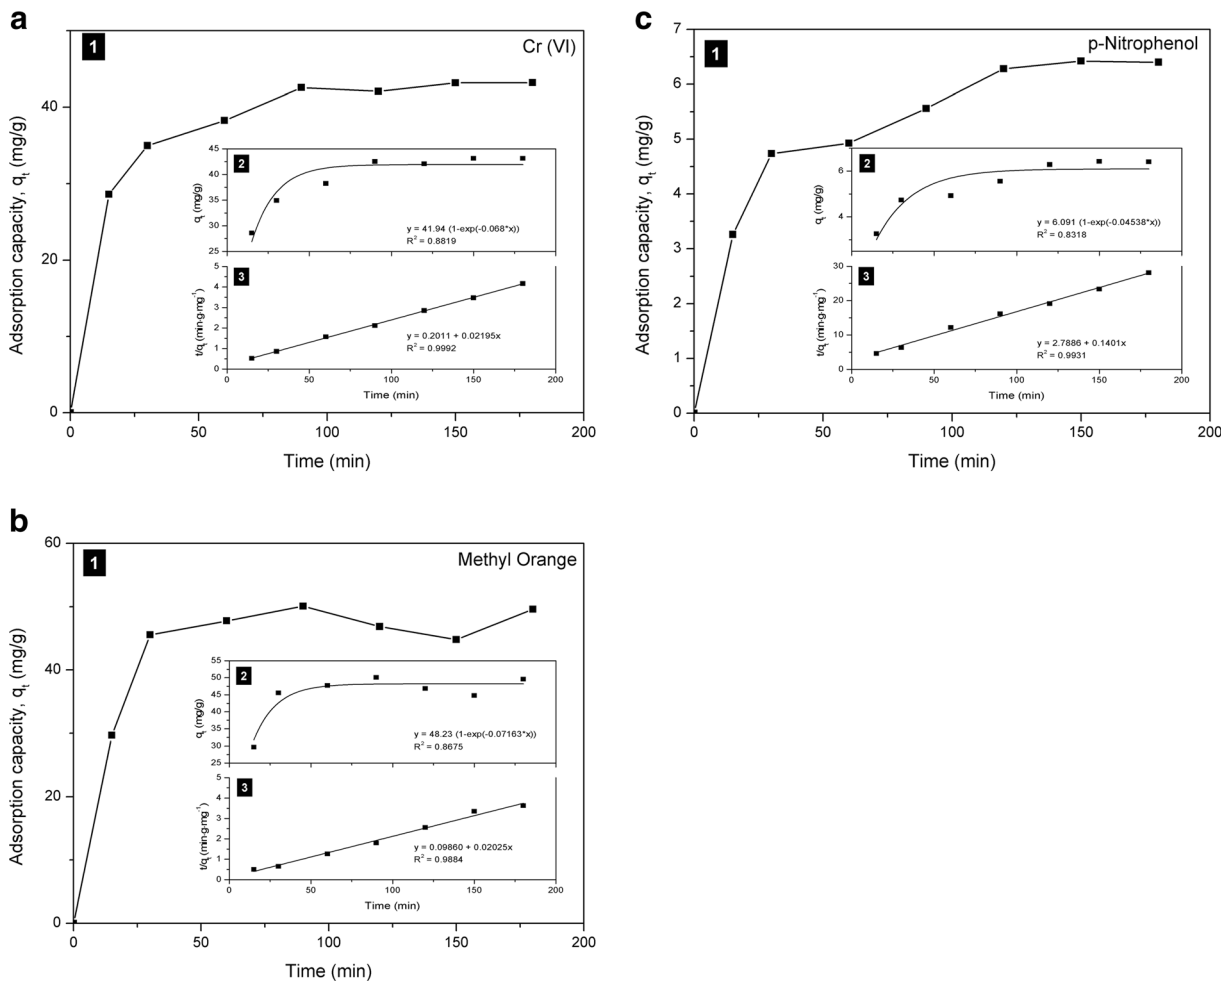 a
1
Cr (VI)
Adsorption capacity, qt (mg/g)
40
20
0
0 50 100 150 200
Time (min)
2
qt (mg/g)
45
40
35
30
25
y = 41.94 (1-exp(-0.068*x))
R2 = 0.8819
3
t/qt (min·g·mg-1)
5
4
3
2
1
0
y = 0.2011 + 0.02195x
R2 = 0.9992
0 50 100 150 200
Time (min)
c
1
p-Nitrophenol
Adsorption capacity, qt (mg/g)
7
6
5
4
3
2
1
0
0 50 100 150 200
Time (min)
2
qt (mg/g)
6
4
y = 6.091 (1-exp(-0.04538*x))
R2 = 0.8318
3
t/qt (min·g·mg-1)
30
20
10
0
y = 2.7886 + 0.1401x
R2 = 0.9931
0 50 100 150 200
Time (min)
b
1
Methyl Orange
Adsorption capacity, qt (mg/g)
60
40
20
0
0 50 100 150 200
Time (min)
2
qt (mg/g)
55
50
45
40
35
30
25
y = 48.23 (1-exp(-0.07163*x))
R2 = 0.8675
3
t/qt (min·g·mg-1)
5
4
3
2
1
0
y = 0.09860 + 0.02025x
R2 = 0.9884
0 50 100 150 200
Time (min)